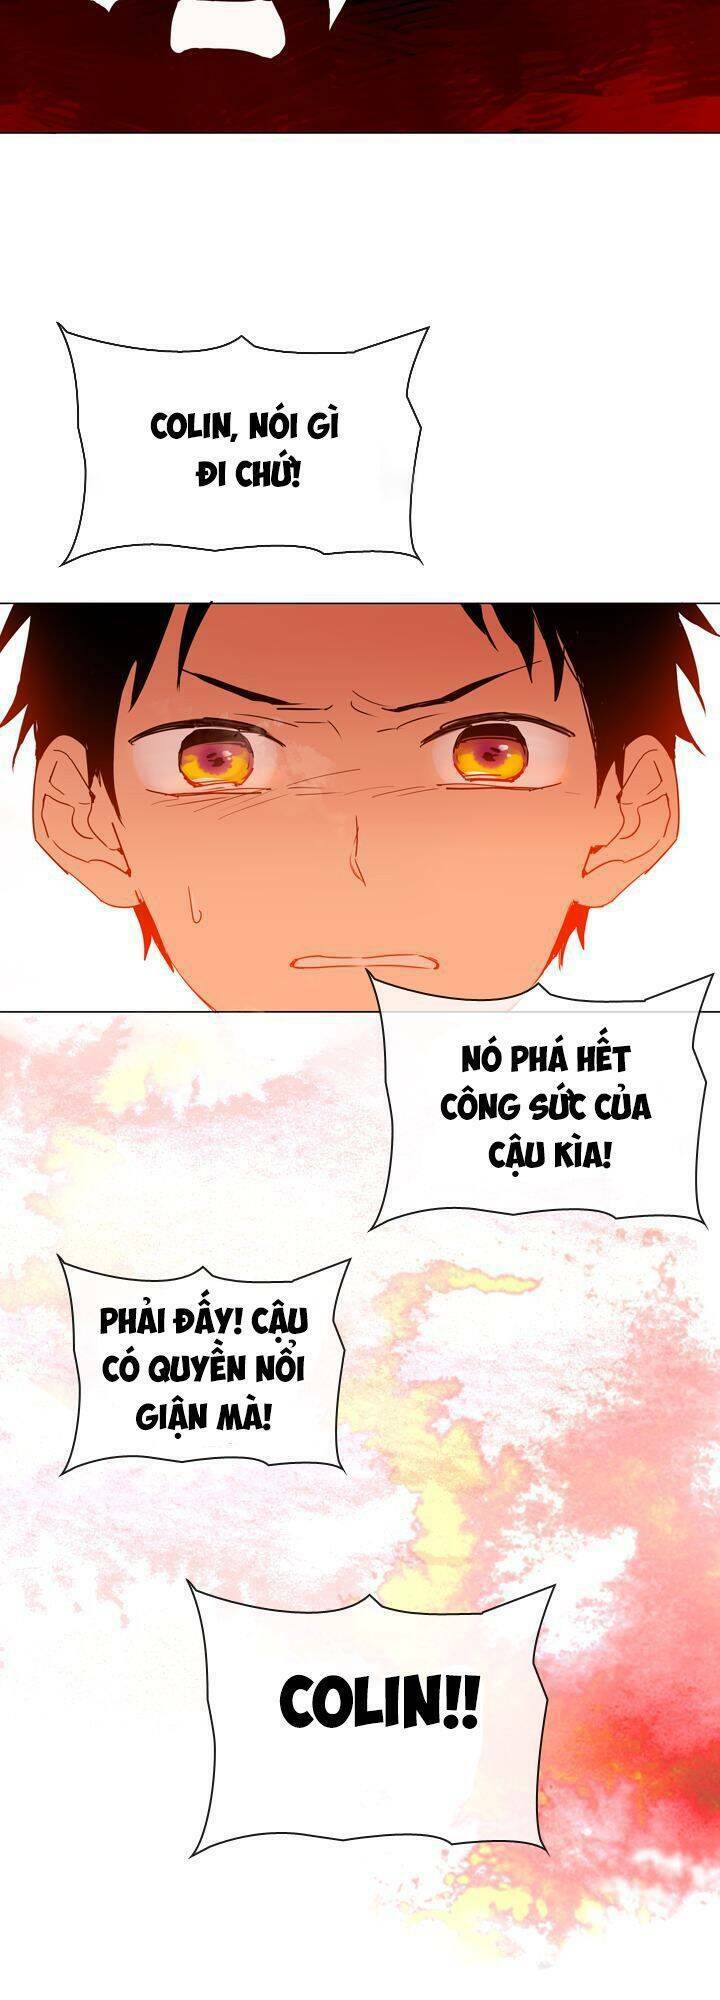 COLIN, NÓI GÌ
ĐI CHỨ!
NÓ PHÁ HẾT
CÔNG SỨC CỦA
CẬU KÌA!
PHẢI ĐẤY! CẬU
CÓ QUYỀN NỔI
GIẬN MÀ!
COLIN!!